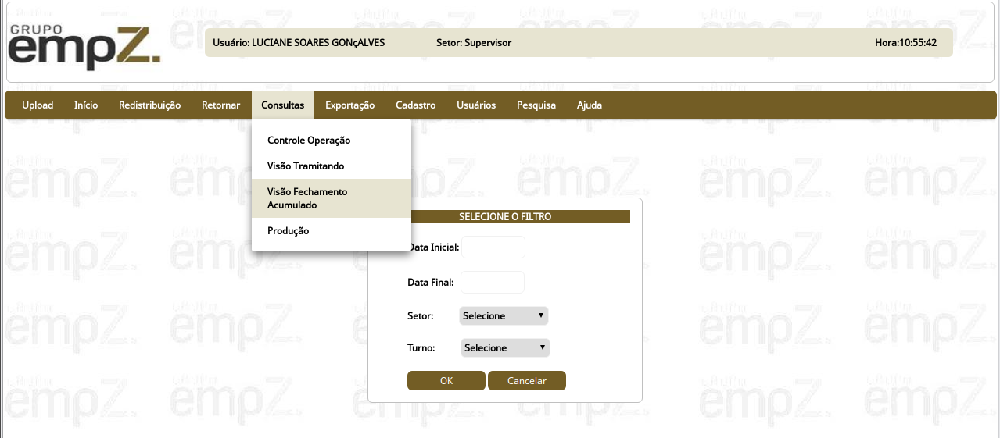 GRUPO
empZ.
Usuário: LUCIANE SOARES GONçALVES Setor: Supervisor Hora:10:55:42
Upload Início Redistribuição Retornar Consultas Exportação Cadastro Usuários Pesquisa Ajuda
Controle Operação
Visão Tramitando
Visão Fechamento
Acumulado
Produção
SELECIONE O FILTRO
Data Inicial:
Data Final:
Setor: Selecione
Turno: Selecione
OK Cancelar